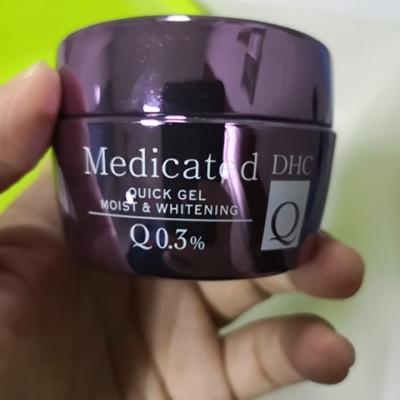 Medicated DHC
QUICK GEL
MOIST & WHITENING
Q 0.3%
Q